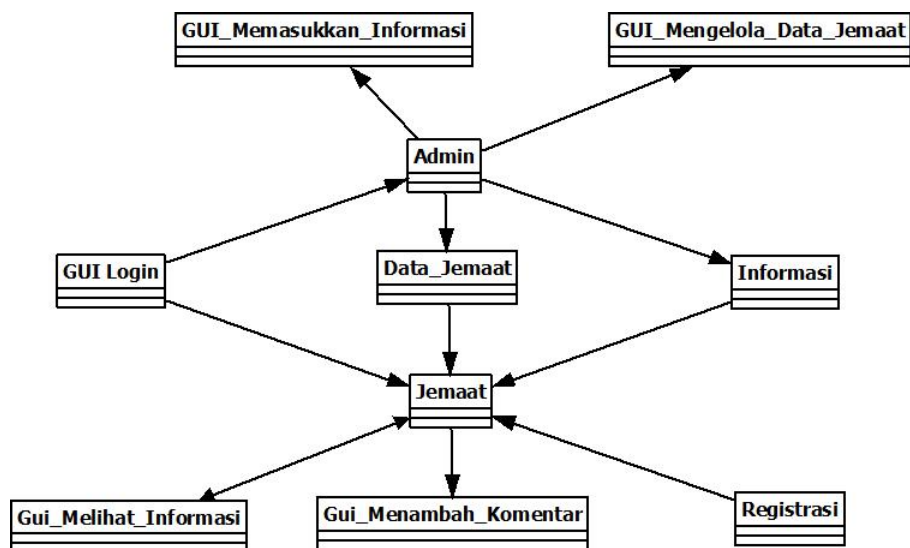 GUI_Memasukkan_Informasi
GUI_Mengelola_Data_Jemaat
Admin
GUI Login
Data_Jemaat
Informasi
Jemaat
Gui_Melihat_Informasi
Gui_Menambah_Komentar
Registrasi